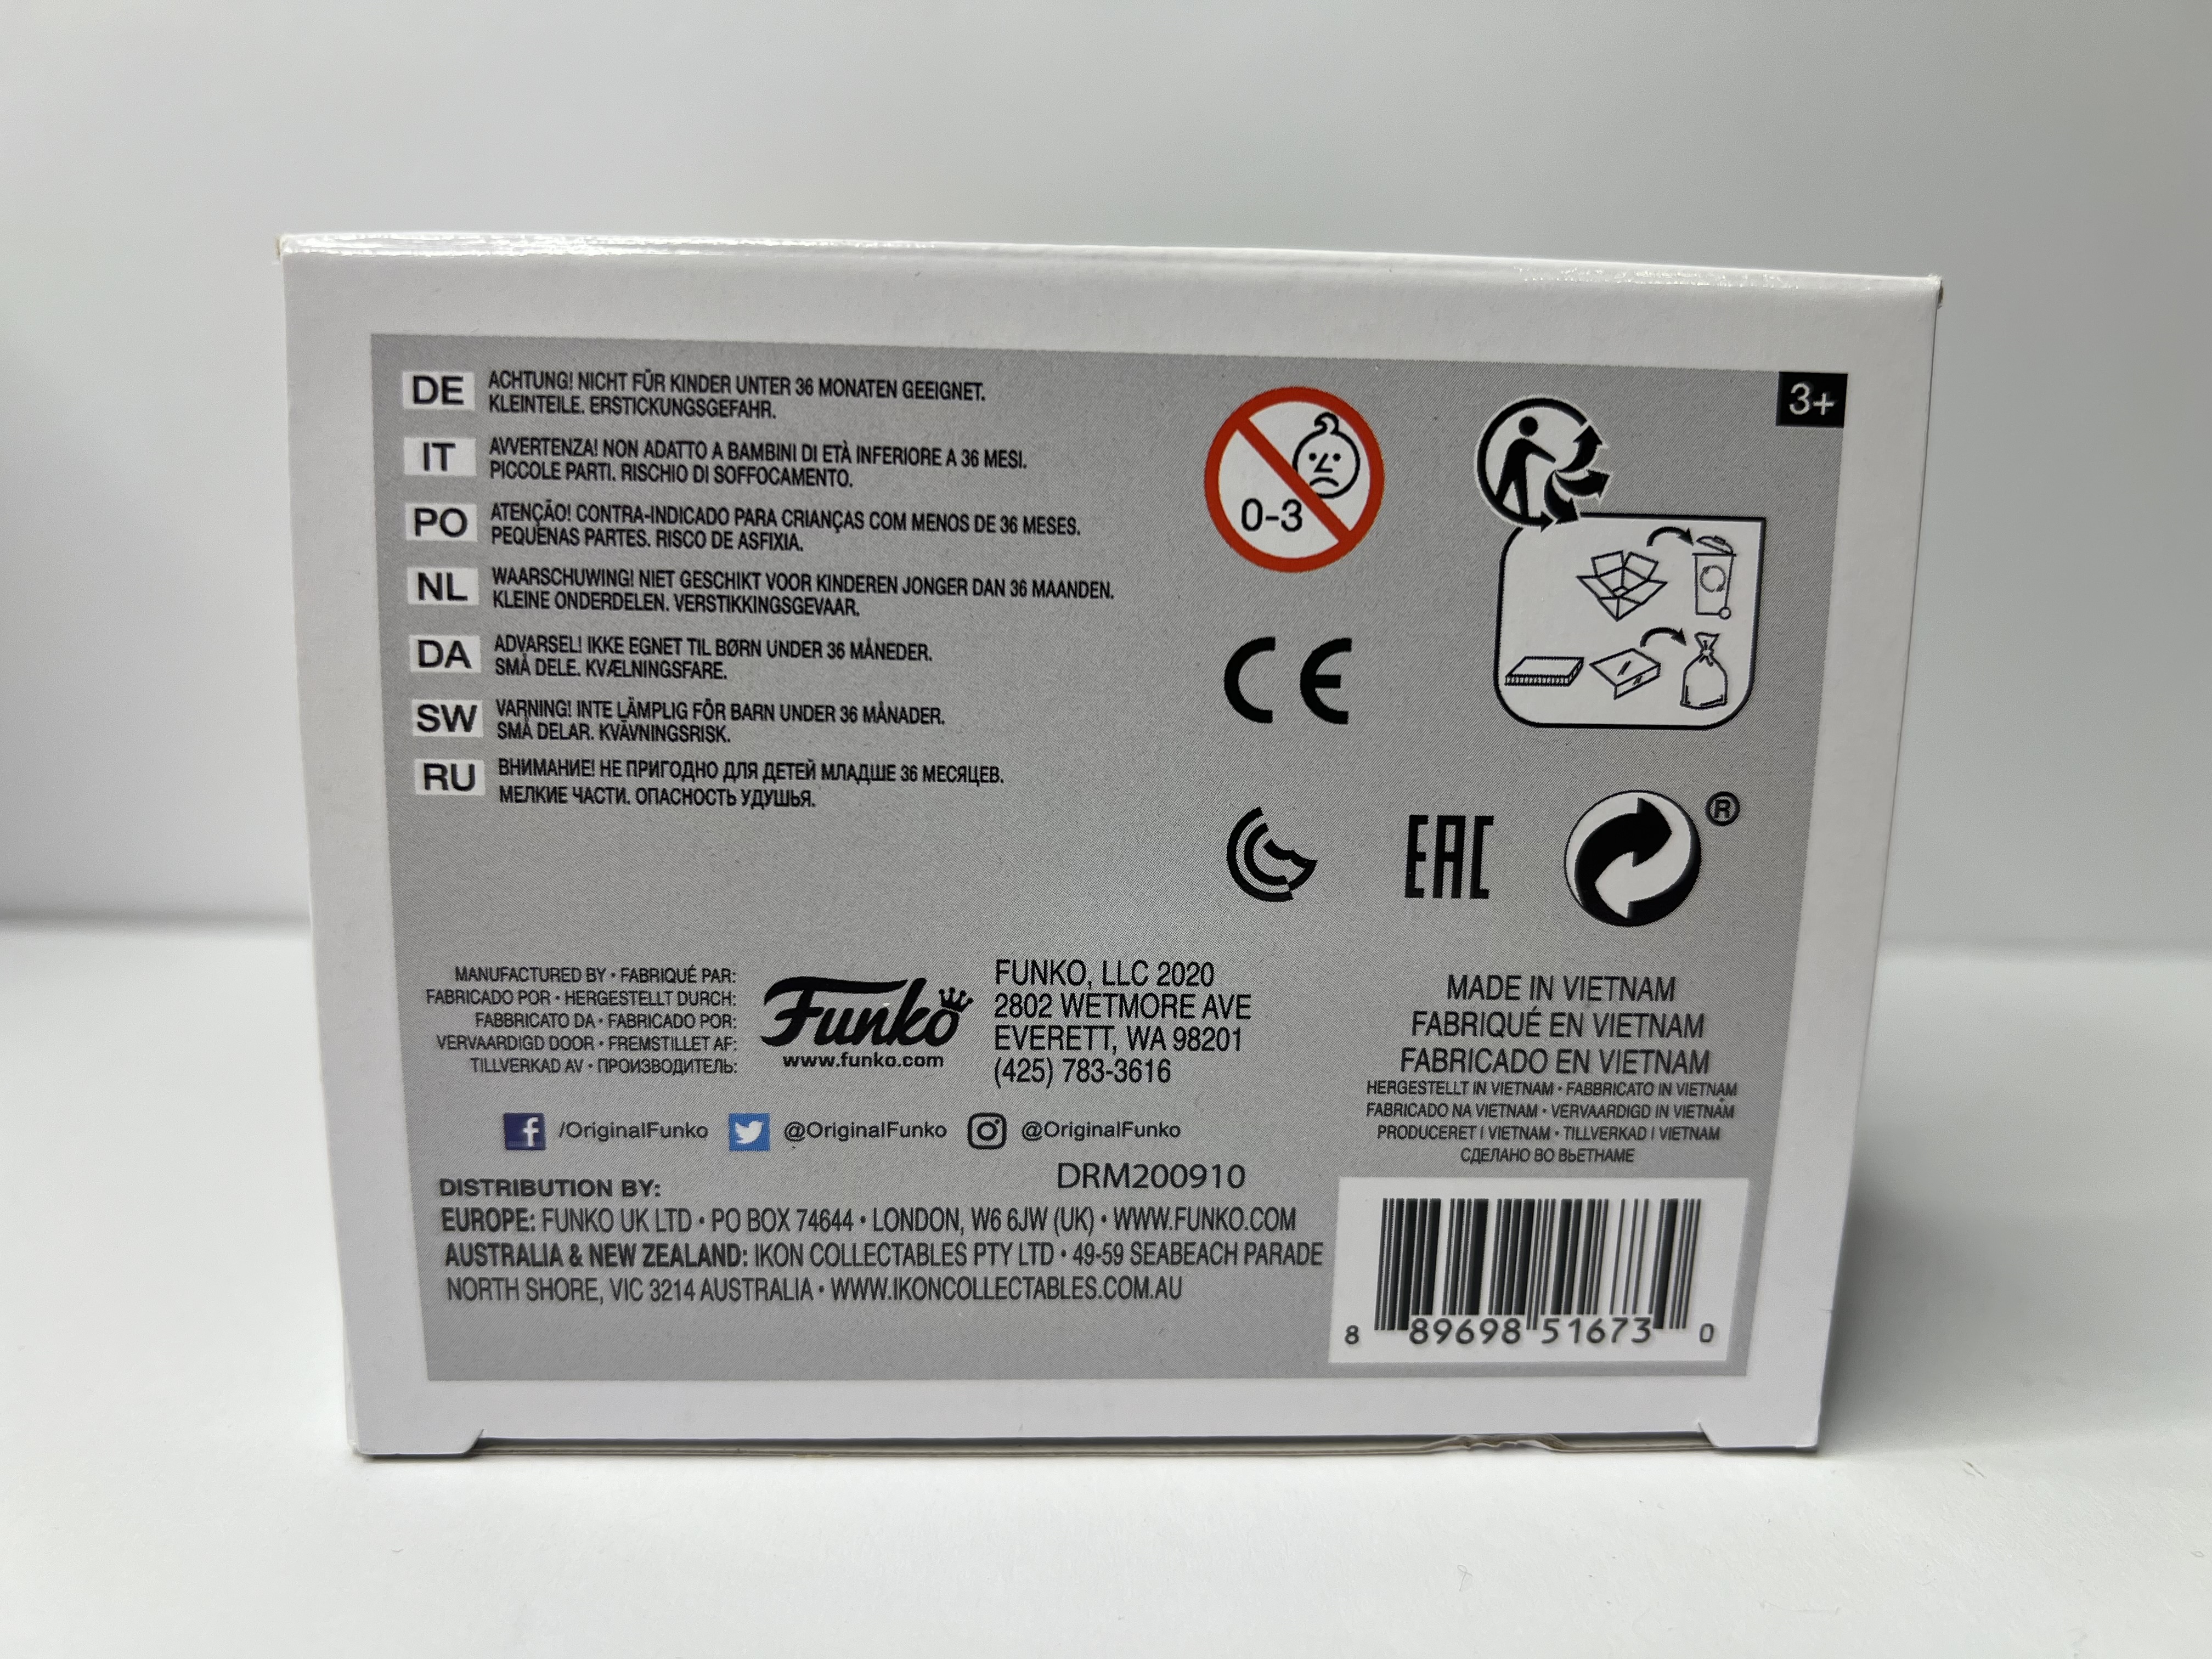 DE ACHTUNG! NICHT FÜR KINDER UNTER 36 MONATEN GEEIGNET.
KLEINTEILE. ERSTICKUNGSGEFAHR.
IT AVVERTENZA! NON ADATTO A BAMBINI DI ETÀ INFERIORE A 36 MESI.
PICCOLE PARTI. RISCHIO DI SOFFOCAMENTO.
PO ATENÇÃO! CONTRA-INDICADO PARA CRIANÇAS COM MENOS DE 36 MESES.
PEQUENAS PARTES. RISCO DE ASFIXIA.
NL WAARSCHUWING! NIET GESCHIKT VOOR KINDEREN JONGER DAN 36 MAANDEN.
KLEINE ONDERDELEN. VERSTIKKINGSGEVAAR.
DA ADVARSEL! IKKE EGNET TIL BØRN UNDER 36 MÅNEDER.
SMÅ DELE. KVÆLNINGSFARE.
SW VARNING! INTE LÄMPLIG FÖR BARN UNDER 36 MÅNADER.
SMÅ DELAR. KVÄVNINGSRISK.
RU ВНИМАНИЕ! НЕ ПРИГОДНО ДЛЯ ДЕТЕЙ МЛАДШЕ 36 МЕСЯЦЕВ.
МЕЛКИЕ ЧАСТИ. ОПАСНОСТЬ УДУШЬЯ.
0-3
3+
CE
EAC
®
MANUFACTURED BY • FABRIQUÉ PAR:
FABRICADO POR • HERGESTELLT DURCH:
FABBRICATO DA • FABRICADO POR:
VERVAARDIGD DOOR • FREMSTILLET AF:
TILLVERKAD AV • ПРОИЗВОДИТЕЛЬ:
Funko
www.funko.com
FUNKO, LLC 2020
2802 WETMORE AVE
EVERETT, WA 98201
(425) 783-3616
MADE IN VIETNAM
FABRIQUÉ EN VIETNAM
FABRICADO EN VIETNAM
HERGESTELLT IN VIETNAM • FABBRICATO IN VIETNAM
FABRICADO NA VIETNAM • VERVAARDIGD IN VIETNAM
PRODUCERET I VIETNAM • TILLVERKAD I VIETNAM
СДЕЛАНО ВО ВЬЕТНАМЕ
/OriginalFunko @OriginalFunko @OriginalFunko
DRM200910
DISTRIBUTION BY:
EUROPE: FUNKO UK LTD • PO BOX 74644 • LONDON, W6 6JW (UK) • WWW.FUNKO.COM
AUSTRALIA & NEW ZEALAND: IKON COLLECTABLES PTY LTD • 49-59 SEABEACH PARADE
NORTH SHORE, VIC 3214 AUSTRALIA • WWW.IKONCOLLECTABLES.COM.AU
8 89698 51673 0